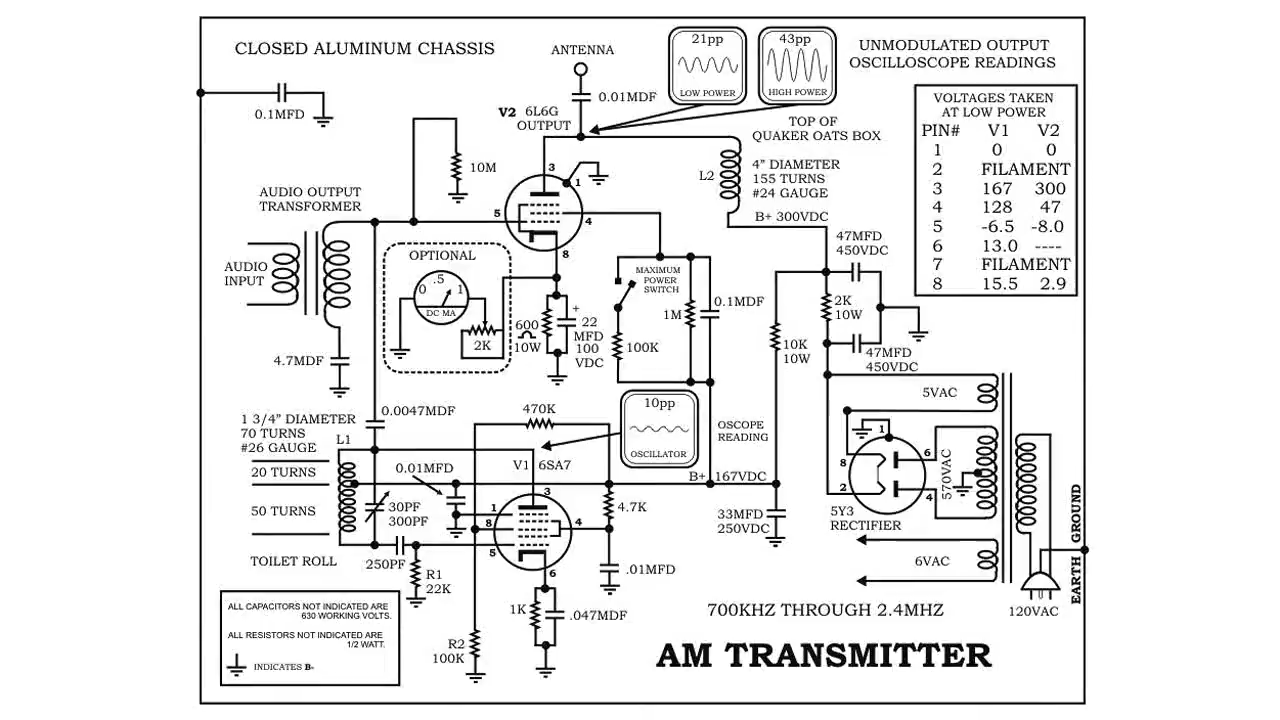 CLOSED ALUMINUM CHASSIS
0.1MFD
ANTENNA
0.01MDF
V2 6L6G
OUTPUT
21pp
LOW POWER
43pp
HIGH POWER
UNMODULATED OUTPUT
OSCILLOSCOPE READINGS
VOLTAGES TAKEN
AT LOW POWER
PIN# V1 V2
1 0 0
2 FILAMENT
3 167 300
4 128 47
5 -6.5 -8.0
6 13.0 ----
7 FILAMENT
8 15.5 2.9
TOP OF
QUAKER OATS BOX
L2
4” DIAMETER
155 TURNS
#24 GAUGE
B+ 300VDC
10M
3
1
5
4
8
AUDIO OUTPUT
TRANSFORMER
AUDIO
INPUT
4.7MDF
OPTIONAL
0 .5 1
DC MA
2K
600
10W
+
22
MFD
100
VDC
MAXIMUM
POWER
SWITCH
1M
0.1MDF
100K
47MFD
450VDC
2K
10W
10K
10W
47MFD
450VDC
0.0047MDF
1 3/4” DIAMETER
70 TURNS
#26 GAUGE
L1
20 TURNS
50 TURNS
TOILET ROLL
0.01MFD
30PF
300PF
250PF
R1
22K
470K
10pp
OSCILLATOR
OSCOPE
READING
V1 6SA7
B+ 167VDC
3
1
8
5
4
6
4.7K
.01MFD
1K
.047MDF
R2
100K
33MFD
250VDC
5VAC
1
8
2
6
4
5Y3
RECTIFIER
570VAC
6VAC
120VAC
EARTH GROUND
ALL CAPACITORS NOT INDICATED ARE
630 WORKING VOLTS.
ALL RESISTORS NOT INDICATED ARE
1/2 WATT.
INDICATES B-
700KHZ THROUGH 2.4MHZ
AM TRANSMITTER